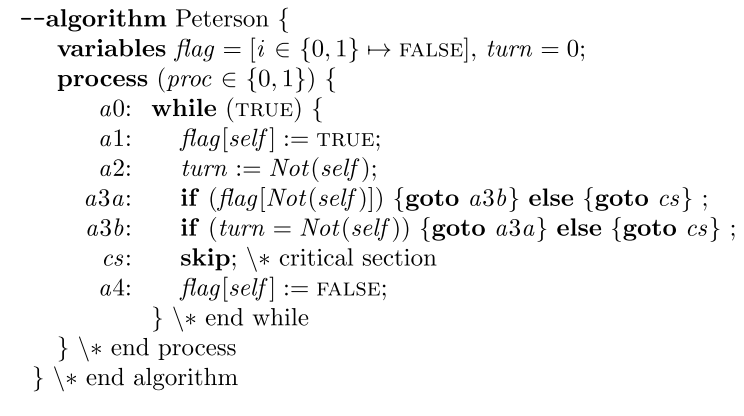 --algorithm Peterson {
variables flag = [i ∈ {0, 1} ↦ FALSE], turn = 0;
process (proc ∈ {0, 1}) {
a0: while (TRUE) {
a1: flag[self] := TRUE;
a2: turn := Not(self);
a3a: if (flag[Not(self)]) {goto a3b} else {goto cs} ;
a3b: if (turn = Not(self)) {goto a3a} else {goto cs} ;
cs: skip; \* critical section
a4: flag[self] := FALSE;
} \* end while
} \* end process
} \* end algorithm